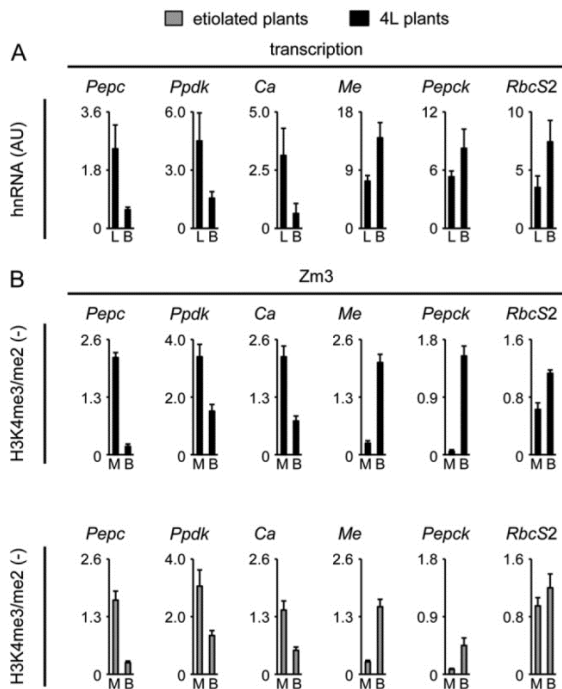 etiolated plants 4L plants
A
transcription
Pepc Ppdk Ca Me Pepck RbcS2
hnRNA (AU)
3.6 6.0 5.0 18 12 10
1.8 3.0 2.5 9 6 5
0 0 0 0 0 0
L B L B L B L B L B L B
B
Zm3
Pepc Ppdk Ca Me Pepck RbcS2
H3K4me3/me2 (-)
2.6 4.0 2.6 2.6 1.8 1.6
1.3 2.0 1.3 1.3 0.9 0.8
0 0 0 0 0 0
M B M B M B M B M B M B
Pepc Ppdk Ca Me Pepck RbcS2
H3K4me3/me2 (-)
2.6 4.0 2.6 2.6 1.8 1.6
1.3 2.0 1.3 1.3 0.9 0.8
0 0 0 0 0 0
M B M B M B M B M B M B